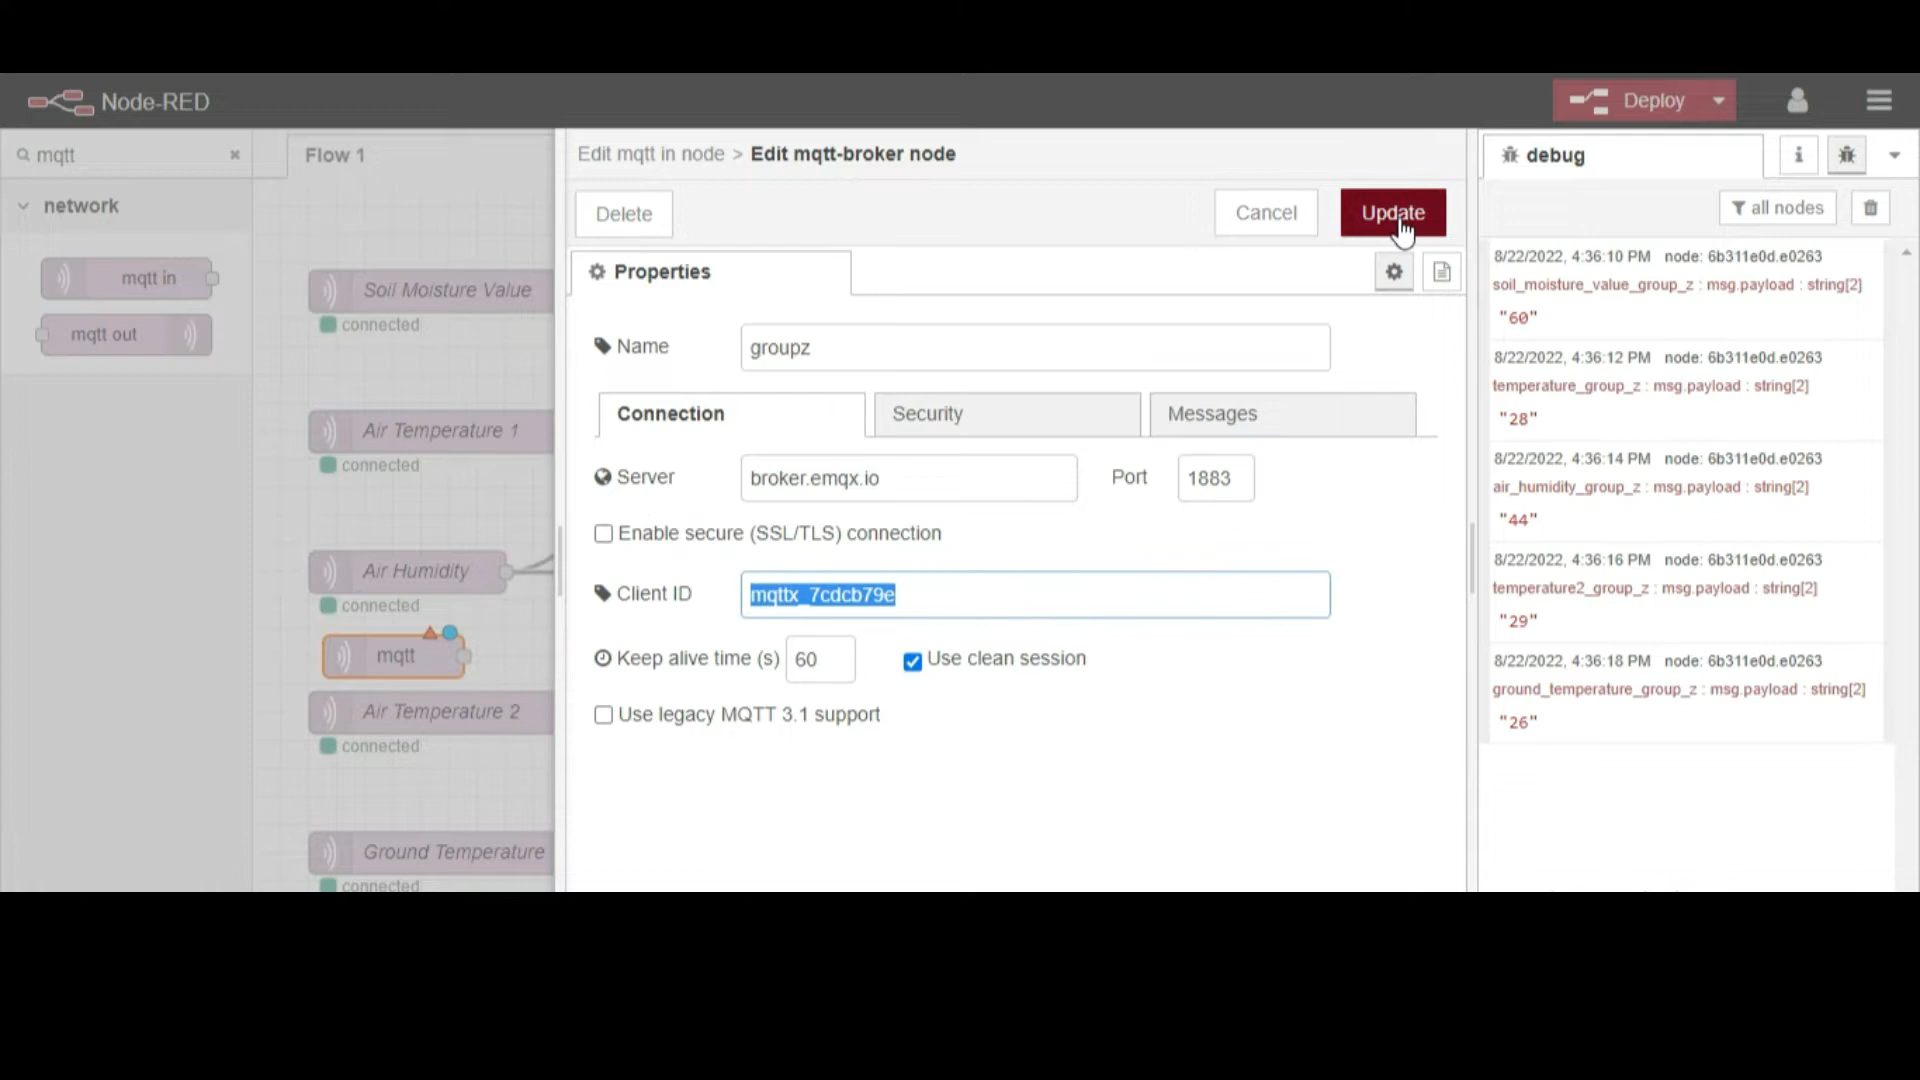 Node-RED
Deploy
mqtt
Flow 1
Edit mqtt in node > Edit mqtt-broker node
debug
network
Delete
Cancel
Update
all nodes
mqtt in
mqtt out
Properties
Soil Moisture Value
connected
Air Temperature 1
connected
Air Humidity
connected
mqtt
Air Temperature 2
connected
Ground Temperature
connected
Name
groupz
Connection
Security
Messages
Server
broker.emqx.io
Port
1883
Enable secure (SSL/TLS) connection
Client ID
mqttx_7cdcb79e
Keep alive time (s)
60
Use clean session
Use legacy MQTT 3.1 support
8/22/2022, 4:36:10 PM node: 6b311e0d.e0263
soil_moisture_value_group_z : msg.payload : string[2]
"60"
8/22/2022, 4:36:12 PM node: 6b311e0d.e0263
temperature_group_z : msg.payload : string[2]
"28"
8/22/2022, 4:36:14 PM node: 6b311e0d.e0263
air_humidity_group_z : msg.payload : string[2]
"44"
8/22/2022, 4:36:16 PM node: 6b311e0d.e0263
temperature2_group_z : msg.payload : string[2]
"29"
8/22/2022, 4:36:18 PM node: 6b311e0d.e0263
ground_temperature_group_z : msg.payload : string[2]
"26"